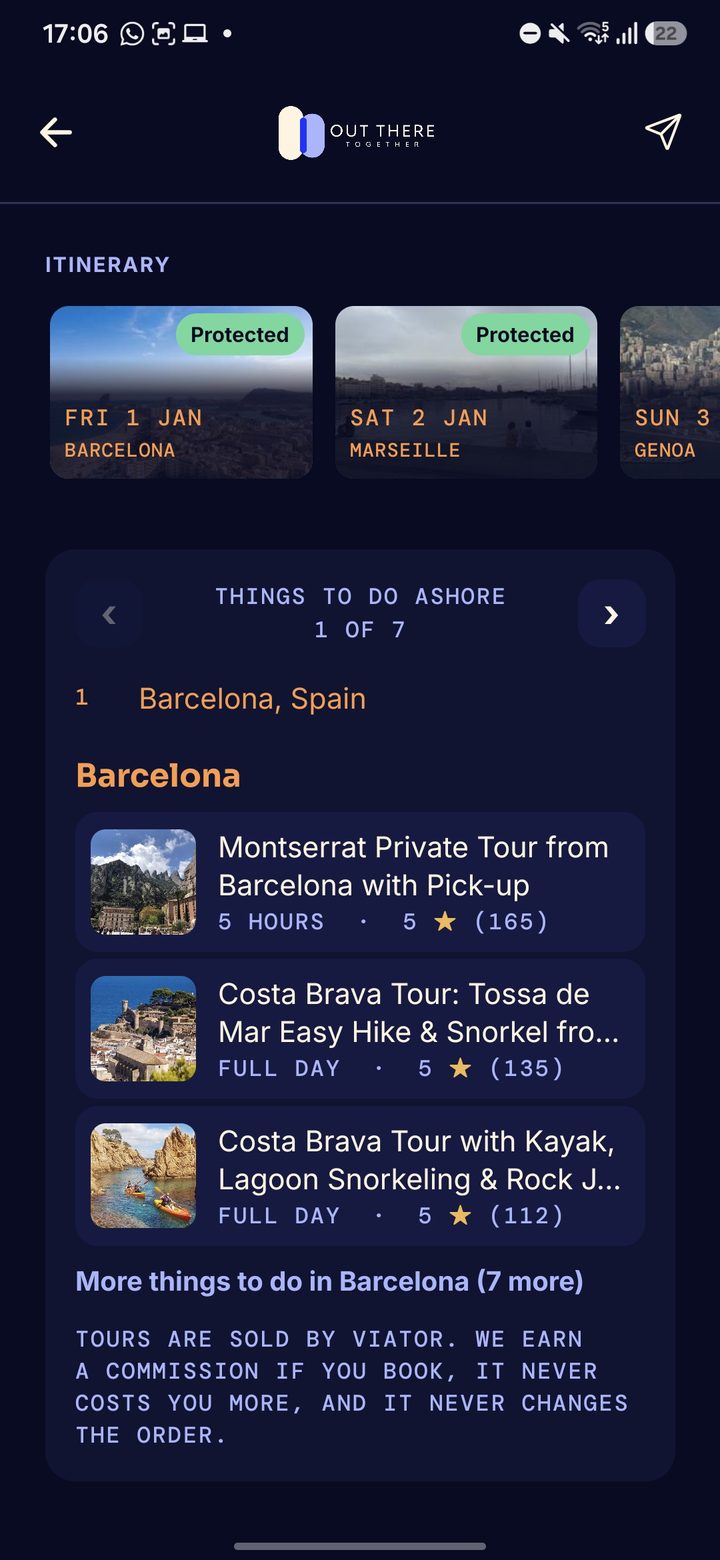 17:06
5
22
OUT THERE
TOGETHER
ITINERARY
Protected
Protected
FRI 1 JAN
BARCELONA
SAT 2 JAN
MARSEILLE
SUN 3
GENOA
‹
THINGS TO DO ASHORE
1 OF 7
›
1 Barcelona, Spain
Barcelona
Montserrat Private Tour from
Barcelona with Pick-up
5 HOURS · 5 ★ (165)
Costa Brava Tour: Tossa de
Mar Easy Hike & Snorkel fro...
FULL DAY · 5 ★ (135)
Costa Brava Tour with Kayak,
Lagoon Snorkeling & Rock J...
FULL DAY · 5 ★ (112)
More things to do in Barcelona (7 more)
TOURS ARE SOLD BY VIATOR. WE EARN
A COMMISSION IF YOU BOOK, IT NEVER
COSTS YOU MORE, AND IT NEVER CHANGES
THE ORDER.